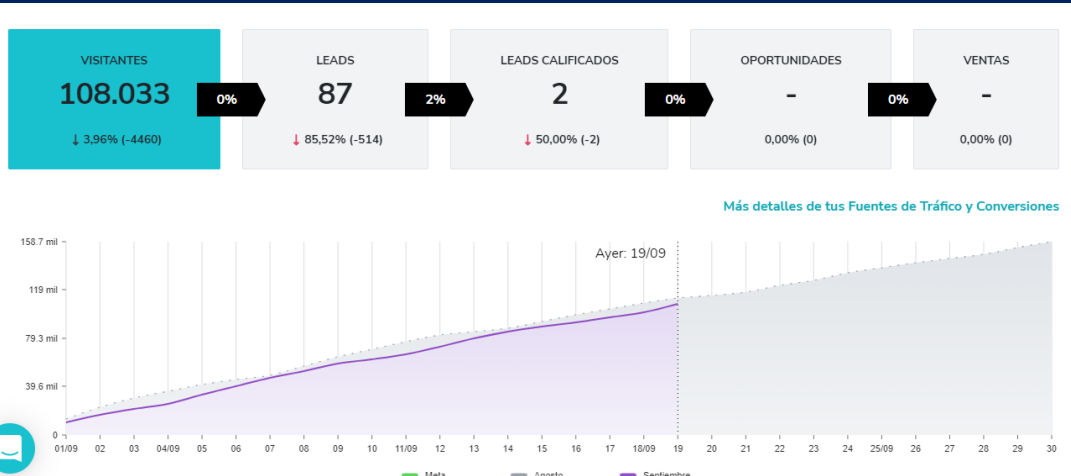 VISITANTES
108.033
↓ 3,96% (-4460)
0%
LEADS
87
↓ 85,52% (-514)
2%
LEADS CALIFICADOS
2
↓ 50,00% (-2)
0%
OPORTUNIDADES
-
0,00% (0)
0%
VENTAS
-
0,00% (0)
Más detalles de tus Fuentes de Tráfico y Conversiones
158.7 mil
119 mil
79.3 mil
39.6 mil
0
Ayer: 19/09
01/09 02 03 04/09 05 06 07 08 09 10 11/09 12 13 14 15 16 17 18/09 19 20 21 22 23 24 25/09 26 27 28 29 30
Meta Agosto Septiembre